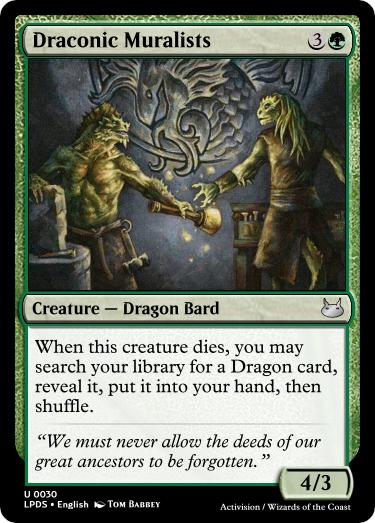 Draconic Muralists 3
Creature — Dragon Bard
When this creature dies, you may
search your library for a Dragon card,
reveal it, put it into your hand, then
shuffle.
“We must never allow the deeds of our
great ancestors to be forgotten.”
4/3
U 0030
LPDS • English Tom Babbey
Activision / Wizards of the Coast